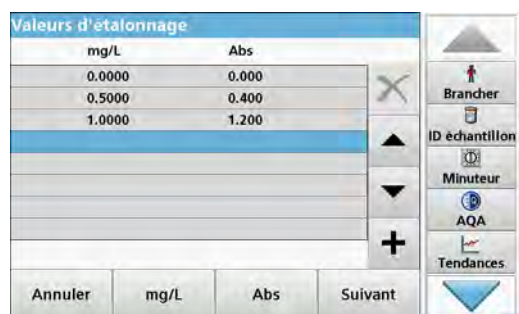 Valeurs d'étalonnage
mg/L Abs
0.0000 0.000
0.5000 0.400
1.0000 1.200
Annuler mg/L Abs Suivant
Brancher
ID échantillon
Minuteur
AQA
Tendances